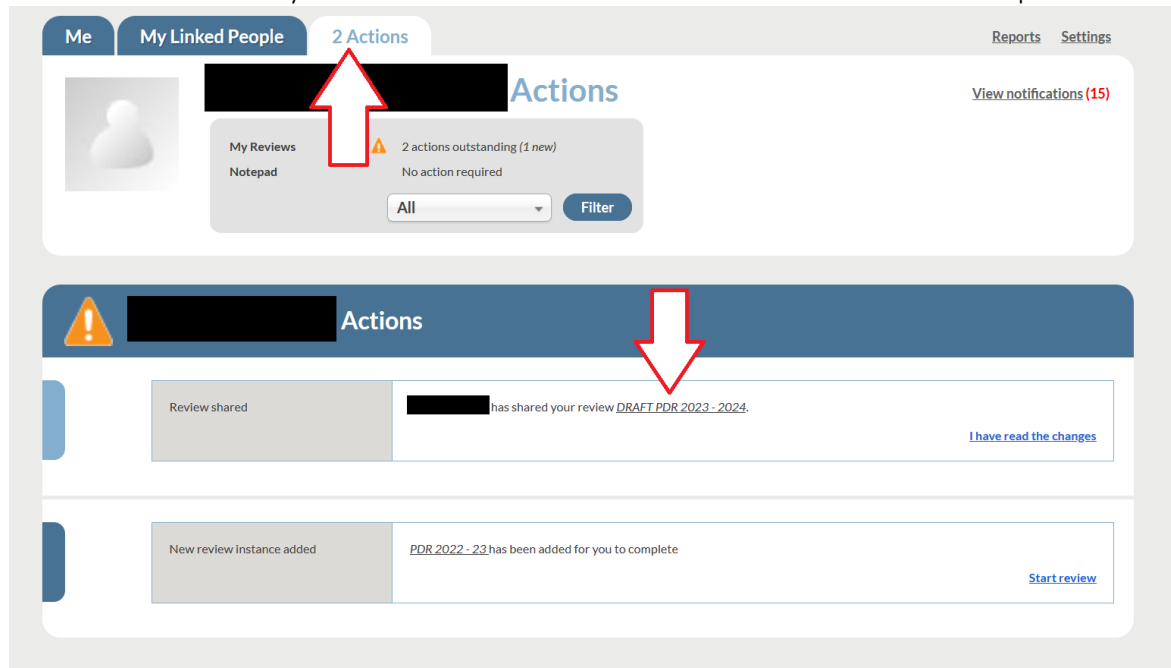 Me
My Linked People
2 Actions
Reports
Settings
Actions
View notifications (15)
My Reviews
2 actions outstanding (1 new)
Notepad
No action required
All
Filter
Actions
Review shared
has shared your review DRAFT PDR 2023 - 2024.
I have read the changes
New review instance added
PDR 2022 - 23 has been added for you to complete
Start review